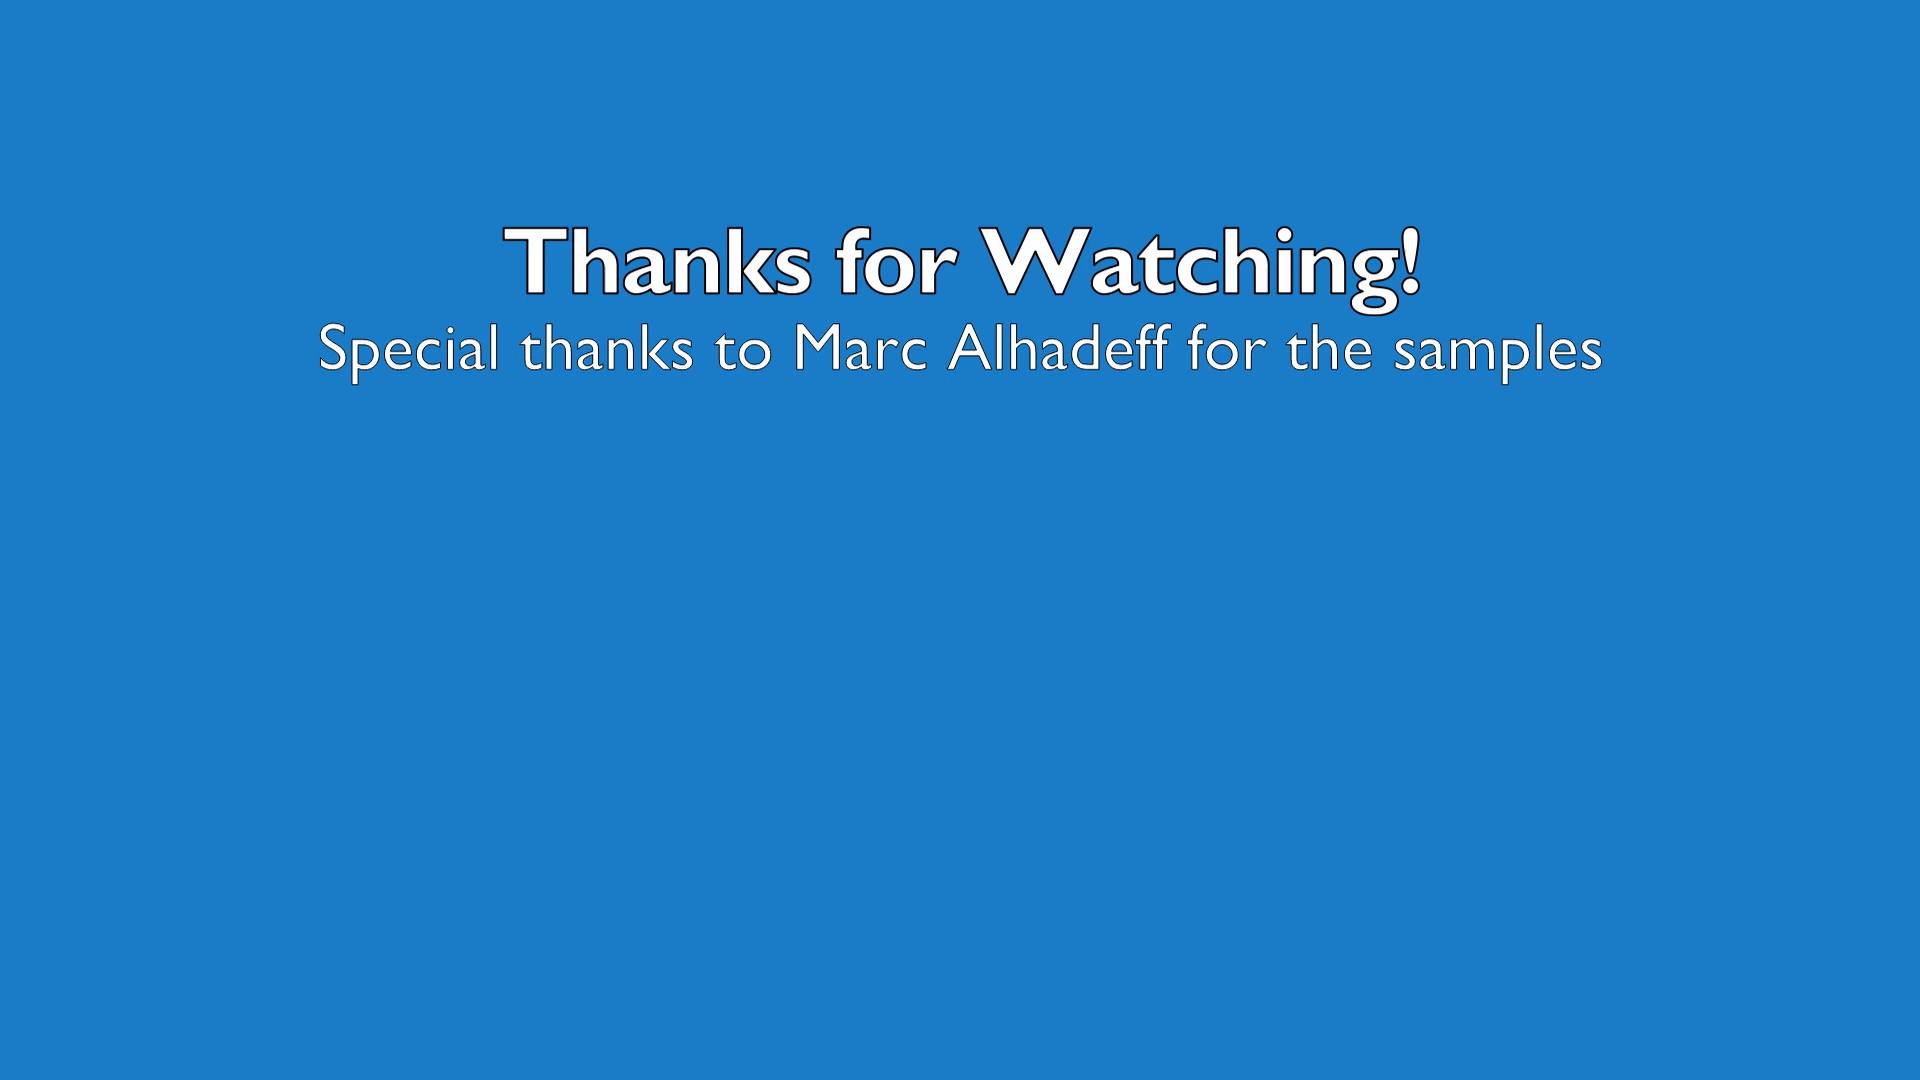 Thanks for Watching!
Special thanks to Marc Alhadeff for the samples